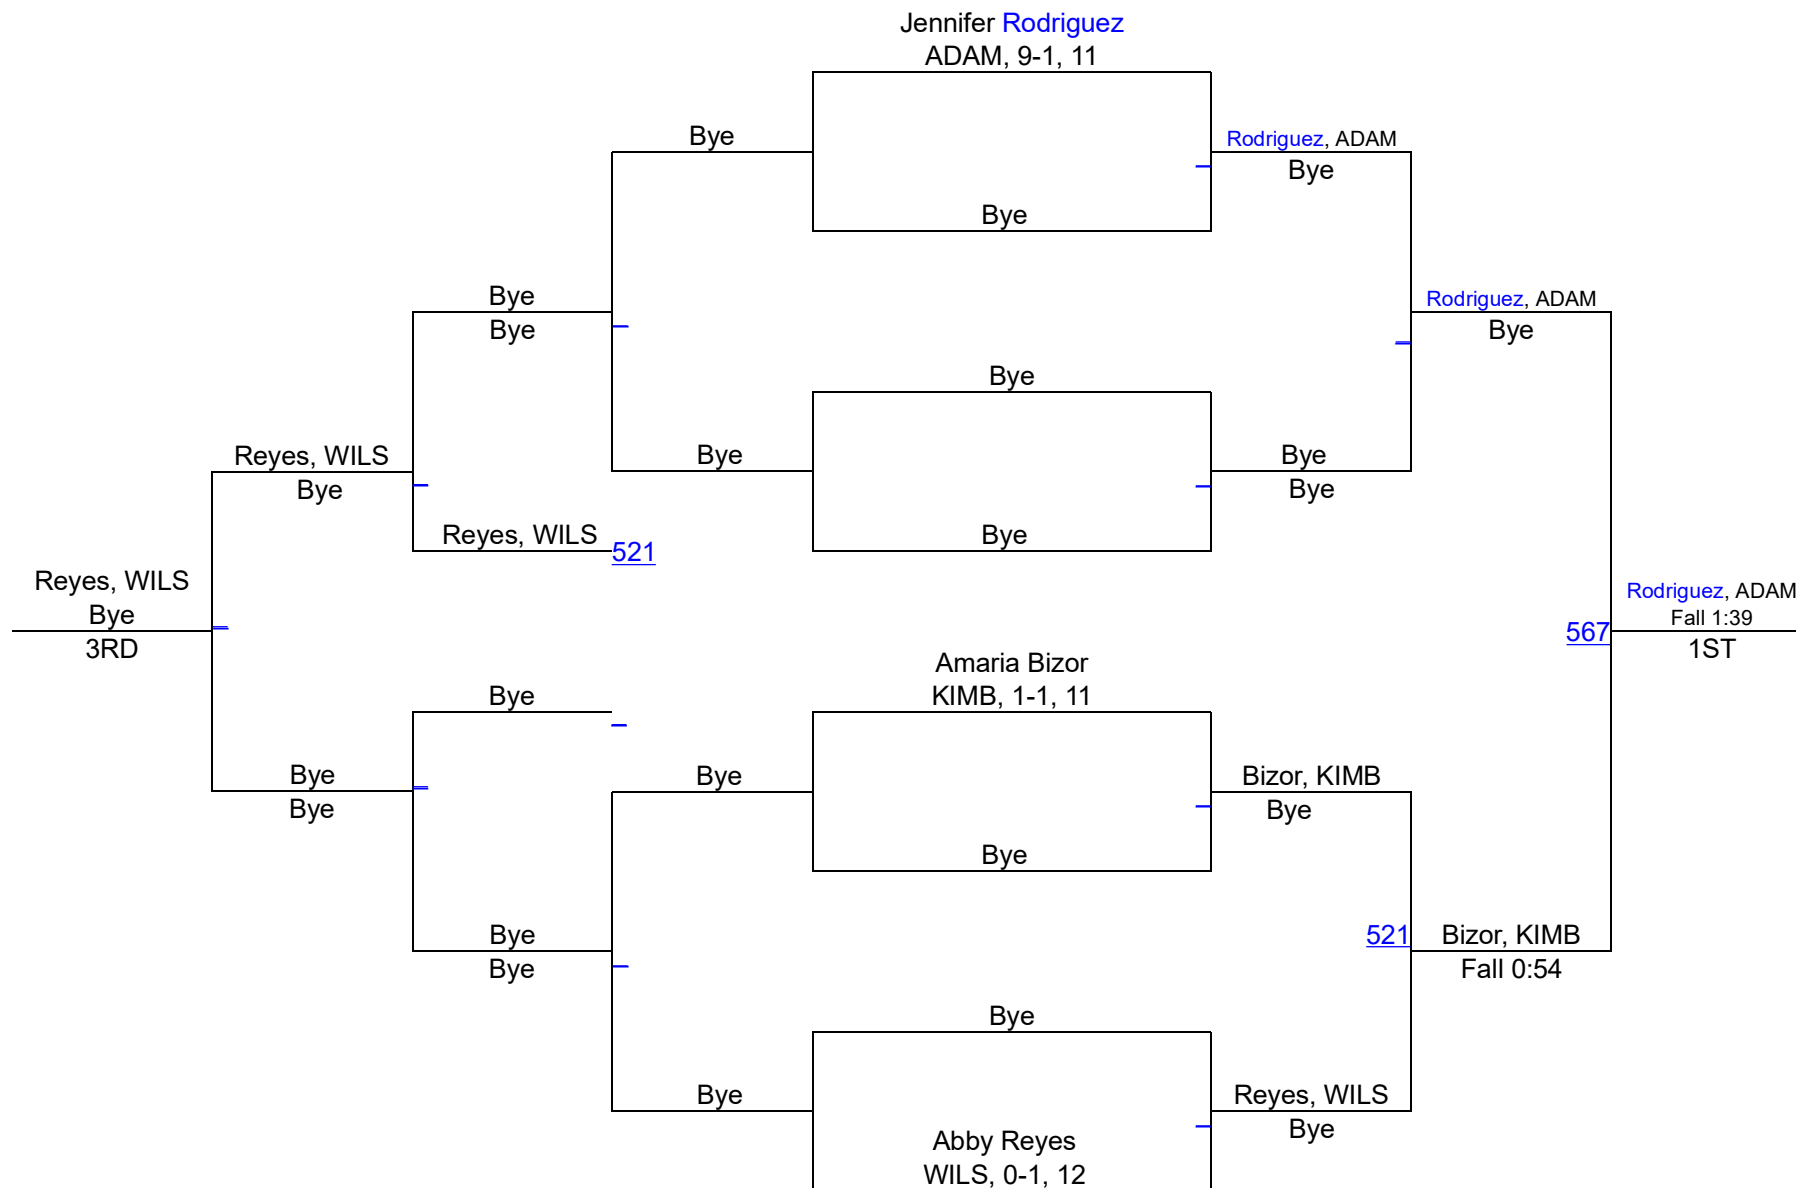 Jennifer Rodriguez
ADAM, 9-1, 11
Bye
Rodriguez, ADAM
Bye
Bye
Bye
Bye
Rodriguez, ADAM
Bye
Bye
Reyes, WILS
Bye
Bye
Bye
Bye
Reyes, WILS
521
Bye
Reyes, WILS
Bye
3RD
567
Rodriguez, ADAM
Fall 1:39
1ST
Amaria Bizor
KIMB, 1-1, 11
Bye
Bye
Bye
Bye
Bizor, KIMB
Bye
Bye
Bye
Bye
521
Bizor, KIMB
Fall 0:54
Bye
Bye
Reyes, WILS
Bye
Abby Reyes
WILS, 0-1, 12